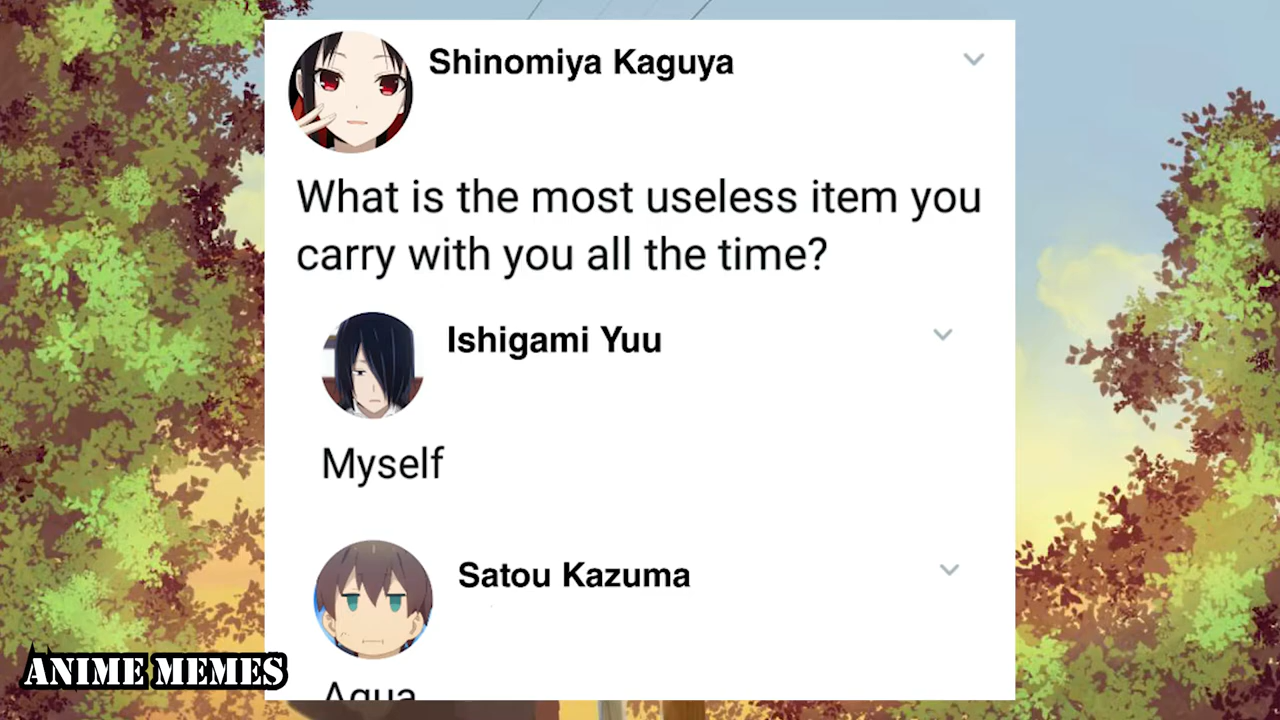 Shinomiya Kaguya
What is the most useless item you
carry with you all the time?
Ishigami Yuu
Myself
Satou Kazuma
Aqua
ANIME MEMES